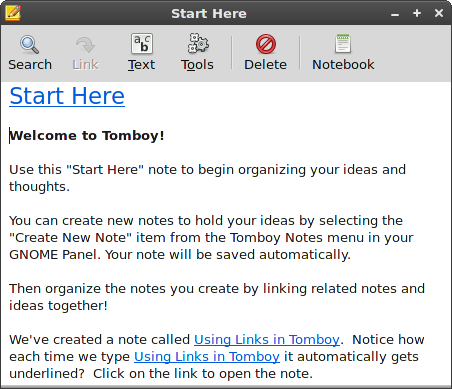 Start Here
Search Link Text Tools Delete Notebook
Start Here
Welcome to Tomboy!
Use this "Start Here" note to begin organizing your ideas and
thoughts.
You can create new notes to hold your ideas by selecting the
"Create New Note" item from the Tomboy Notes menu in your
GNOME Panel. Your note will be saved automatically.
Then organize the notes you create by linking related notes and
ideas together!
We've created a note called Using Links in Tomboy.  Notice how
each time we type Using Links in Tomboy it automatically gets
underlined?  Click on the link to open the note.